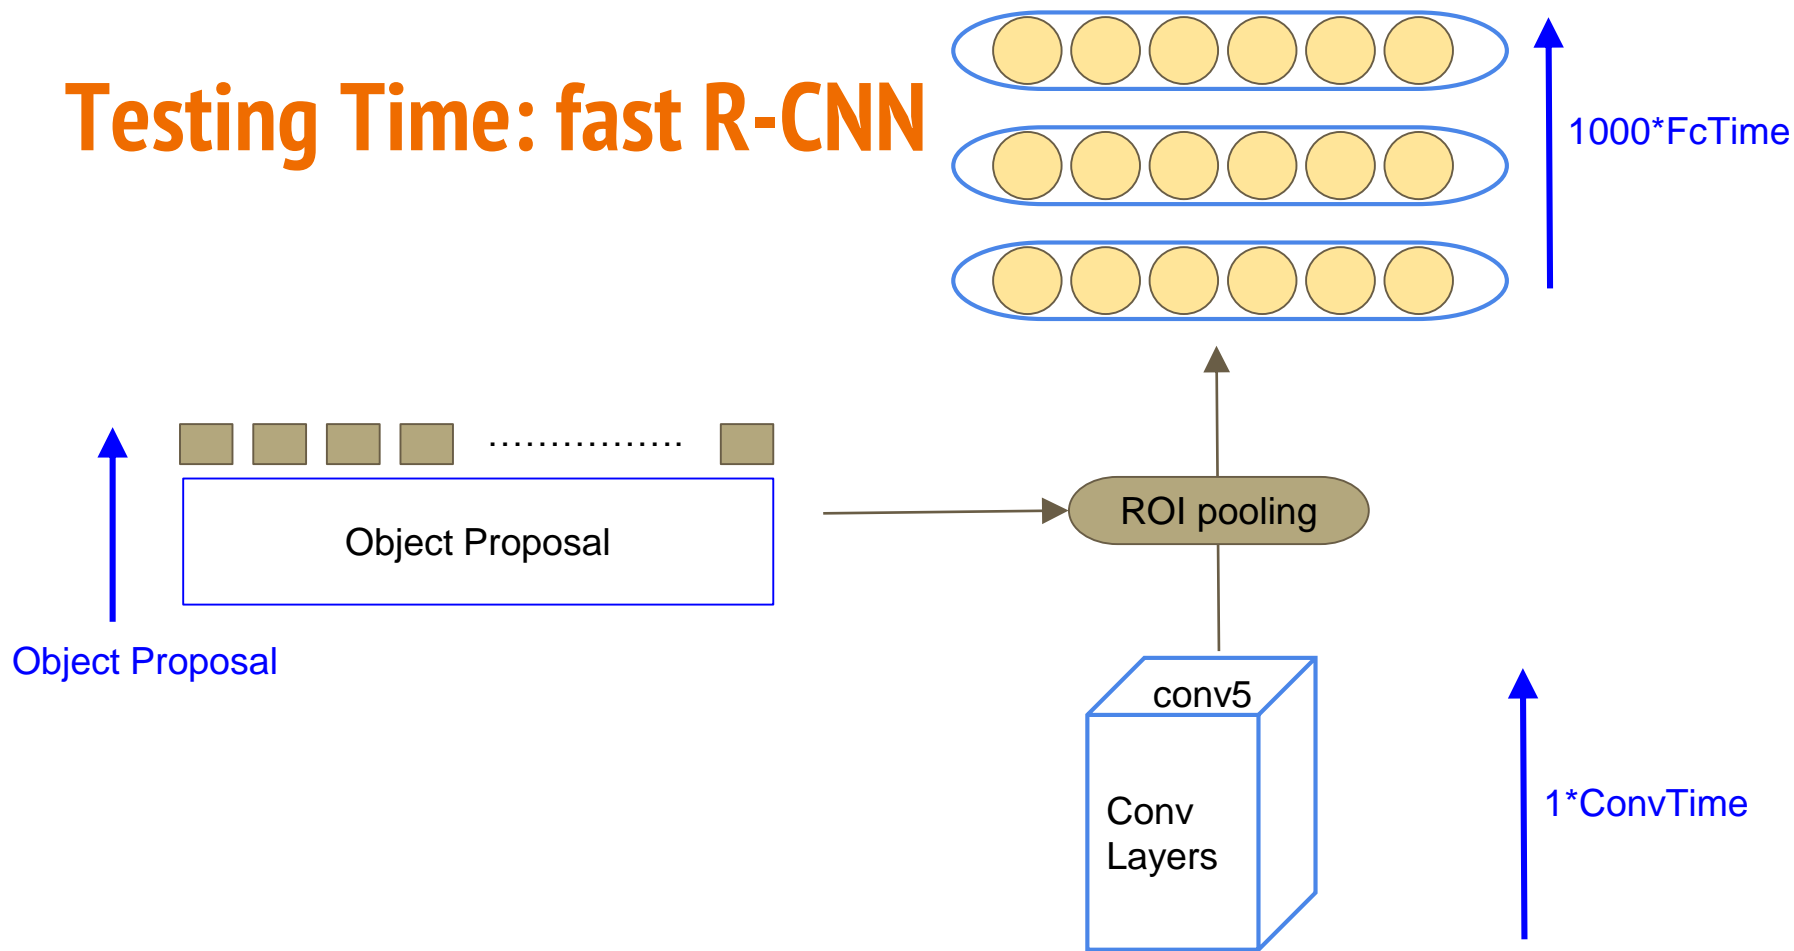 Testing Time: fast R-CNN
1000*FcTime
................
Object Proposal
ROI pooling
Object Proposal
conv5
Conv
Layers
1*ConvTime